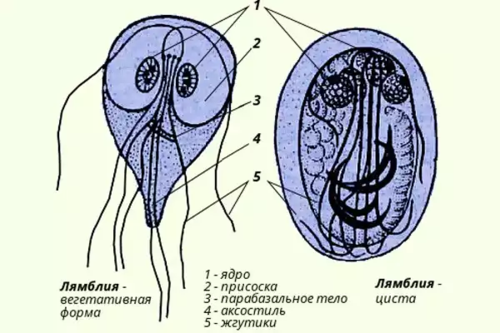 1
2
3
4
5
Лямблия -
вегетативная
форма
1 - ядро
2 - присоска
3 - парабазальное тело
4 - аксостиль
5 - жгутики
Лямблия -
циста